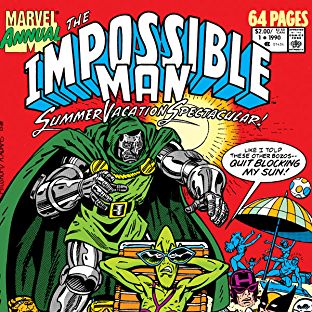 MARVEL
ANNUAL
THE
IMPOSSIBLE
MAN
SUMMER VACATION SPECTACULAR!
64 PAGES
$2.00/
1 • 1990
LIKE I TOLD
THESE OTHER BOZOS--
QUIT BLOCKING
MY SUN!